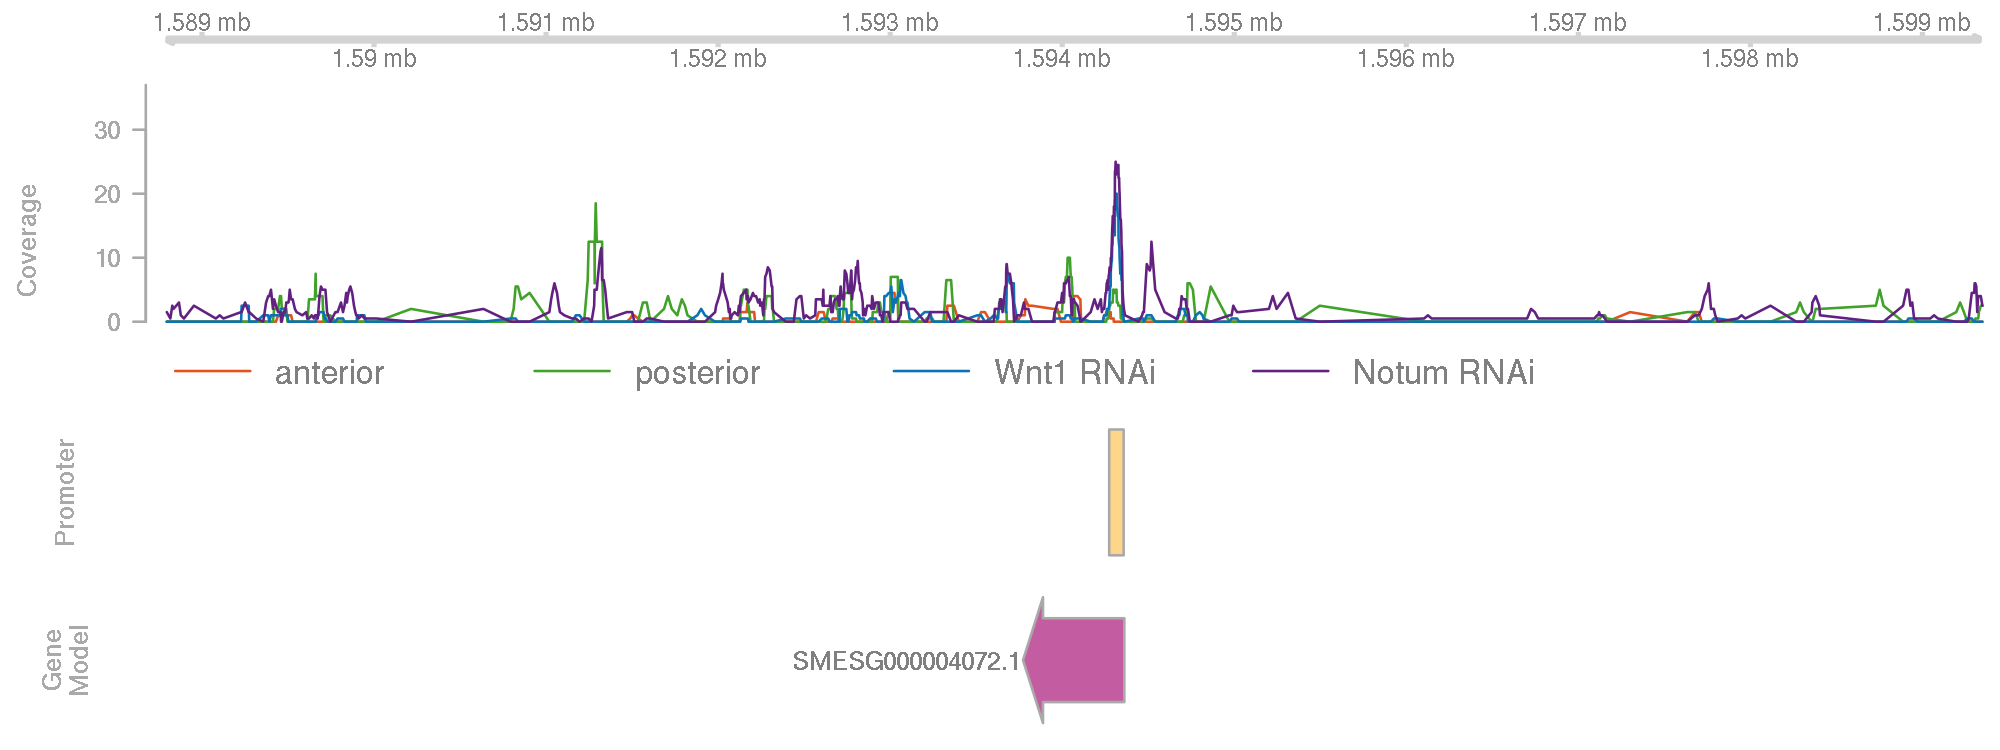 1.589 mb 1.591 mb 1.593 mb 1.595 mb 1.597 mb 1.599 mb
1.59 mb 1.592 mb 1.594 mb 1.596 mb 1.598 mb
Coverage
30
20
10
0
anterior posterior Wnt1 RNAi Notum RNAi
Promoter
Gene
Model
SMESG000004072.1